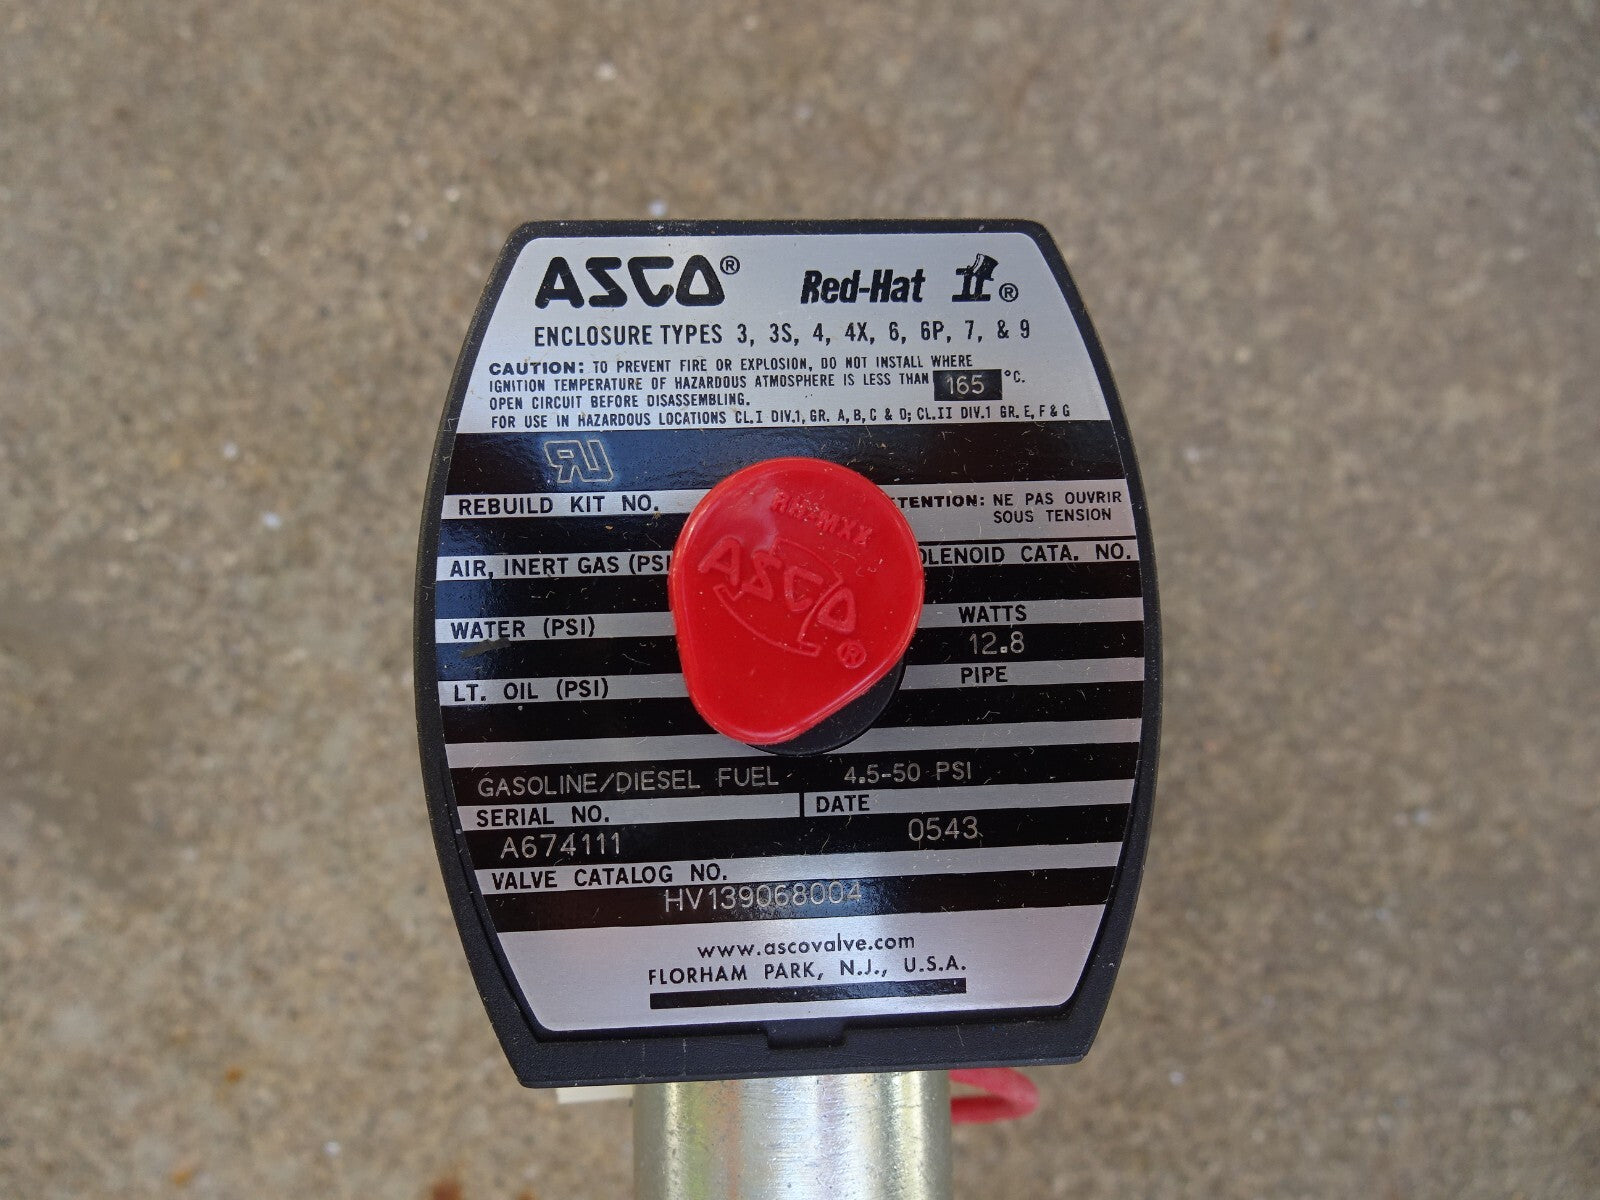 ASCO® Red-Hat II®
ENCLOSURE TYPES 3, 3S, 4, 4X, 6, 6P, 7, & 9
CAUTION: TO PREVENT FIRE OR EXPLOSION, DO NOT INSTALL WHERE
IGNITION TEMPERATURE OF HAZARDOUS ATMOSPHERE IS LESS THAN 165 °C.
OPEN CIRCUIT BEFORE DISASSEMBLING.
FOR USE IN HAZARDOUS LOCATIONS CL.I DIV.1, GR. A, B, C & D; CL.II DIV.1 GR. E, F & G
RU
REBUILD KIT NO.
TENTION: NE PAS OUVRIR
SOUS TENSION
AIR, INERT GAS (PSI
OLENOID CATA. NO.
WATER (PSI)
WATTS
12.8
LT. OIL (PSI)
PIPE
ASCO®
GASOLINE/DIESEL FUEL 4.5-50 PSI
SERIAL NO. DATE
A674111 0543
VALVE CATALOG NO.
HV139068004
www.ascovalve.com
FLORHAM PARK, N.J., U.S.A.